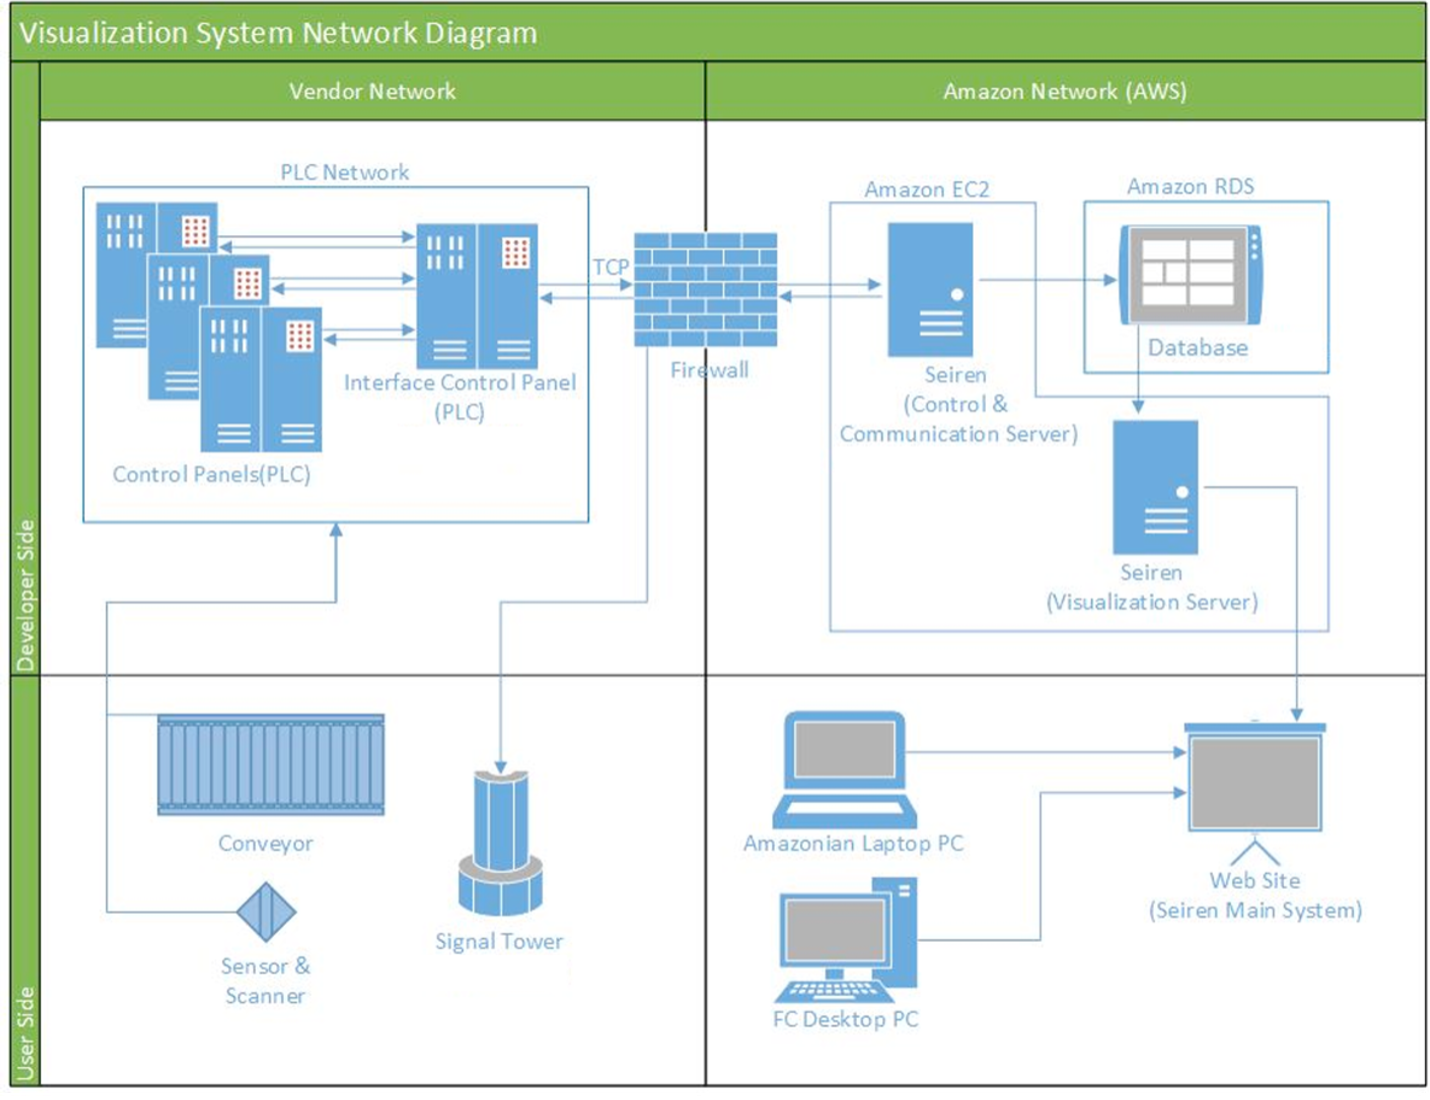 Visualization System Network Diagram
Vendor Network
Amazon Network (AWS)
Developer Side
PLC Network
Control Panels(PLC)
Interface Control Panel
(PLC)
TCP
Firewall
Amazon EC2
Seiren
(Control &
Communication Server)
Amazon RDS
Database
Seiren
(Visualization Server)
User Side
Conveyor
Sensor &
Scanner
Signal Tower
Amazonian Laptop PC
FC Desktop PC
Web Site
(Seiren Main System)